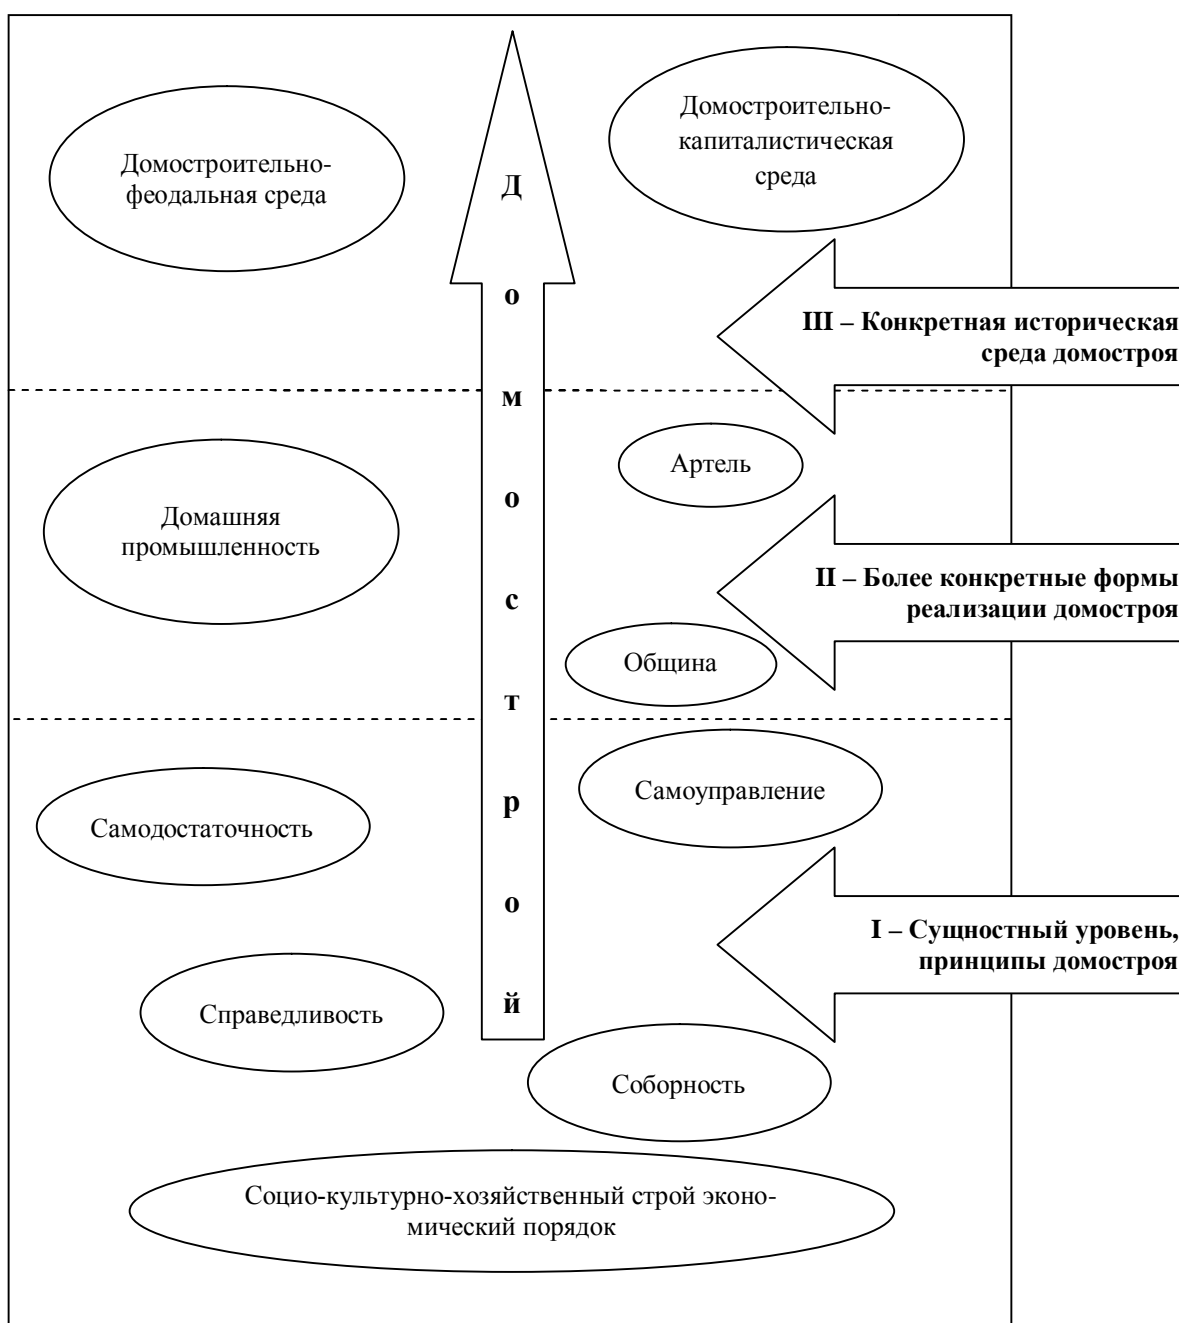 Домостроительно-
феодальная среда
Домостроительно-
капиталистическая
среда
Д
о
м
о
с
т
р
о
й
III – Конкретная историческая
среда домостроя
Артель
Домашняя
промышленность
II – Более конкретные формы
реализации домостроя
Община
Самоуправление
Самодостаточность
I – Сущностный уровень,
принципы домостроя
Справедливость
Соборность
Социо-культурно-хозяйственный строй эконо-
мический порядок